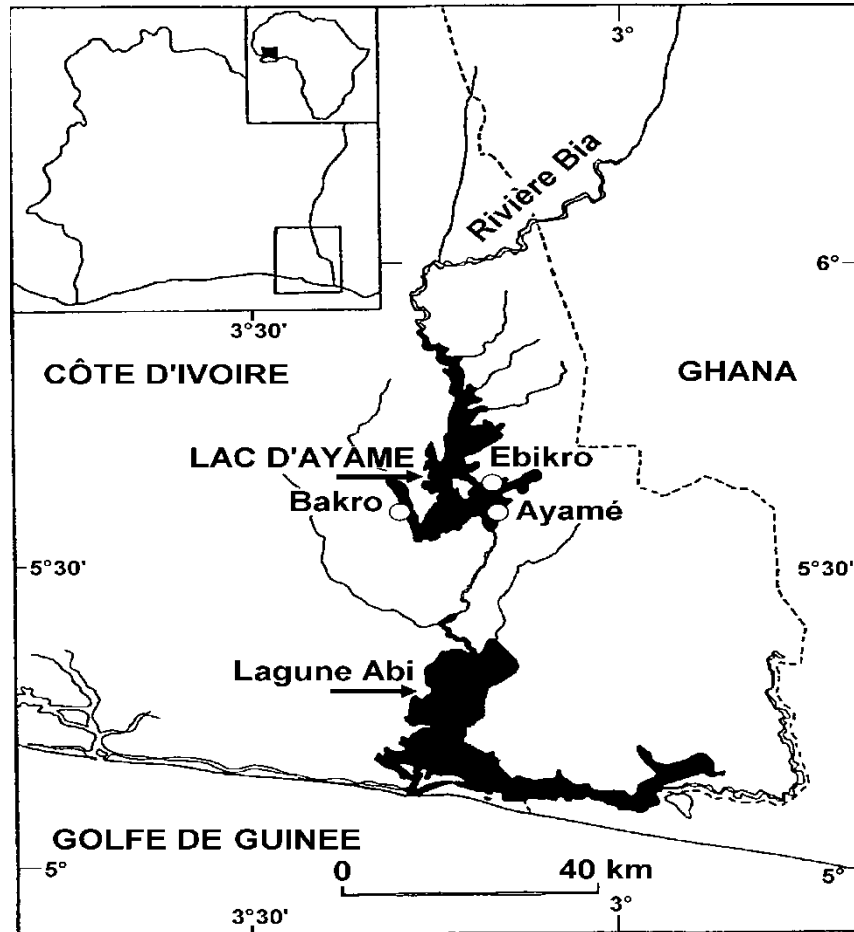 3°
Rivière Bia
6°
3°30'
CÔTE D'IVOIRE
GHANA
LAC D'AYAME
Ebikro
Bakro
Ayamé
5°30'
5°30'
Lagune Abi
GOLFE DE GUINEE
0
40 km
5°
5°
3°30'
3°